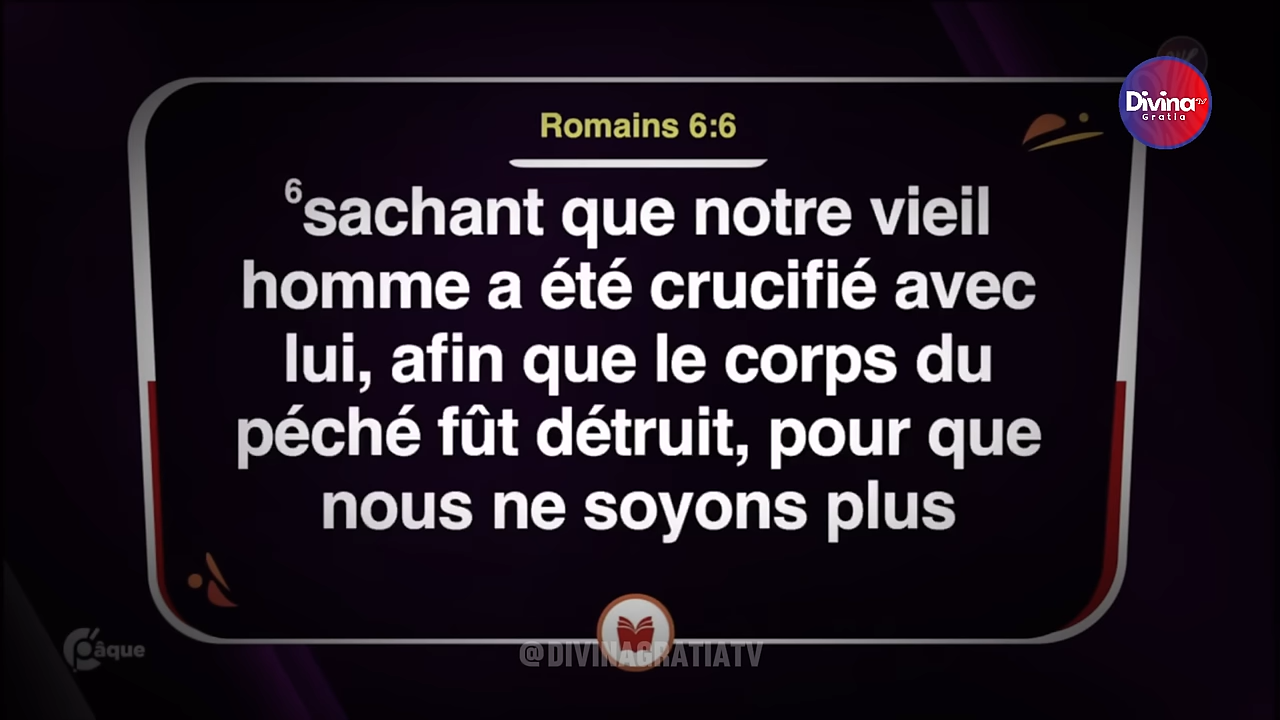 Divina TV
Gratia
Romains 6:6
6sachant que notre vieil
homme a été crucifié avec
lui, afin que le corps du
péché fût détruit, pour que
nous ne soyons plus
@DIVINAGRATIATV
Pâque